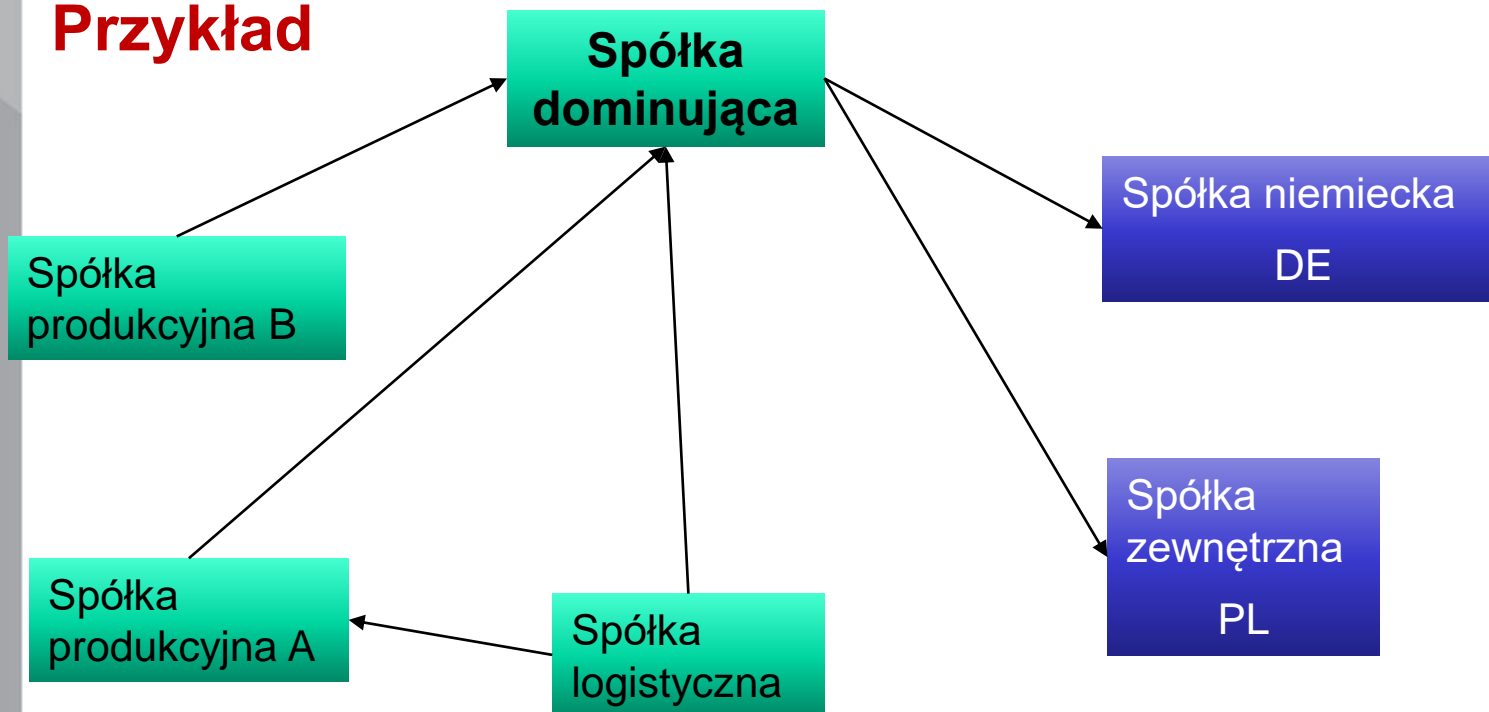 Przykład
Spółka
dominująca
Spółka niemiecka
DE
Spółka
produkcyjna B
Spółka
zewnętrzna
PL
Spółka
produkcyjna A
Spółka
logistyczna